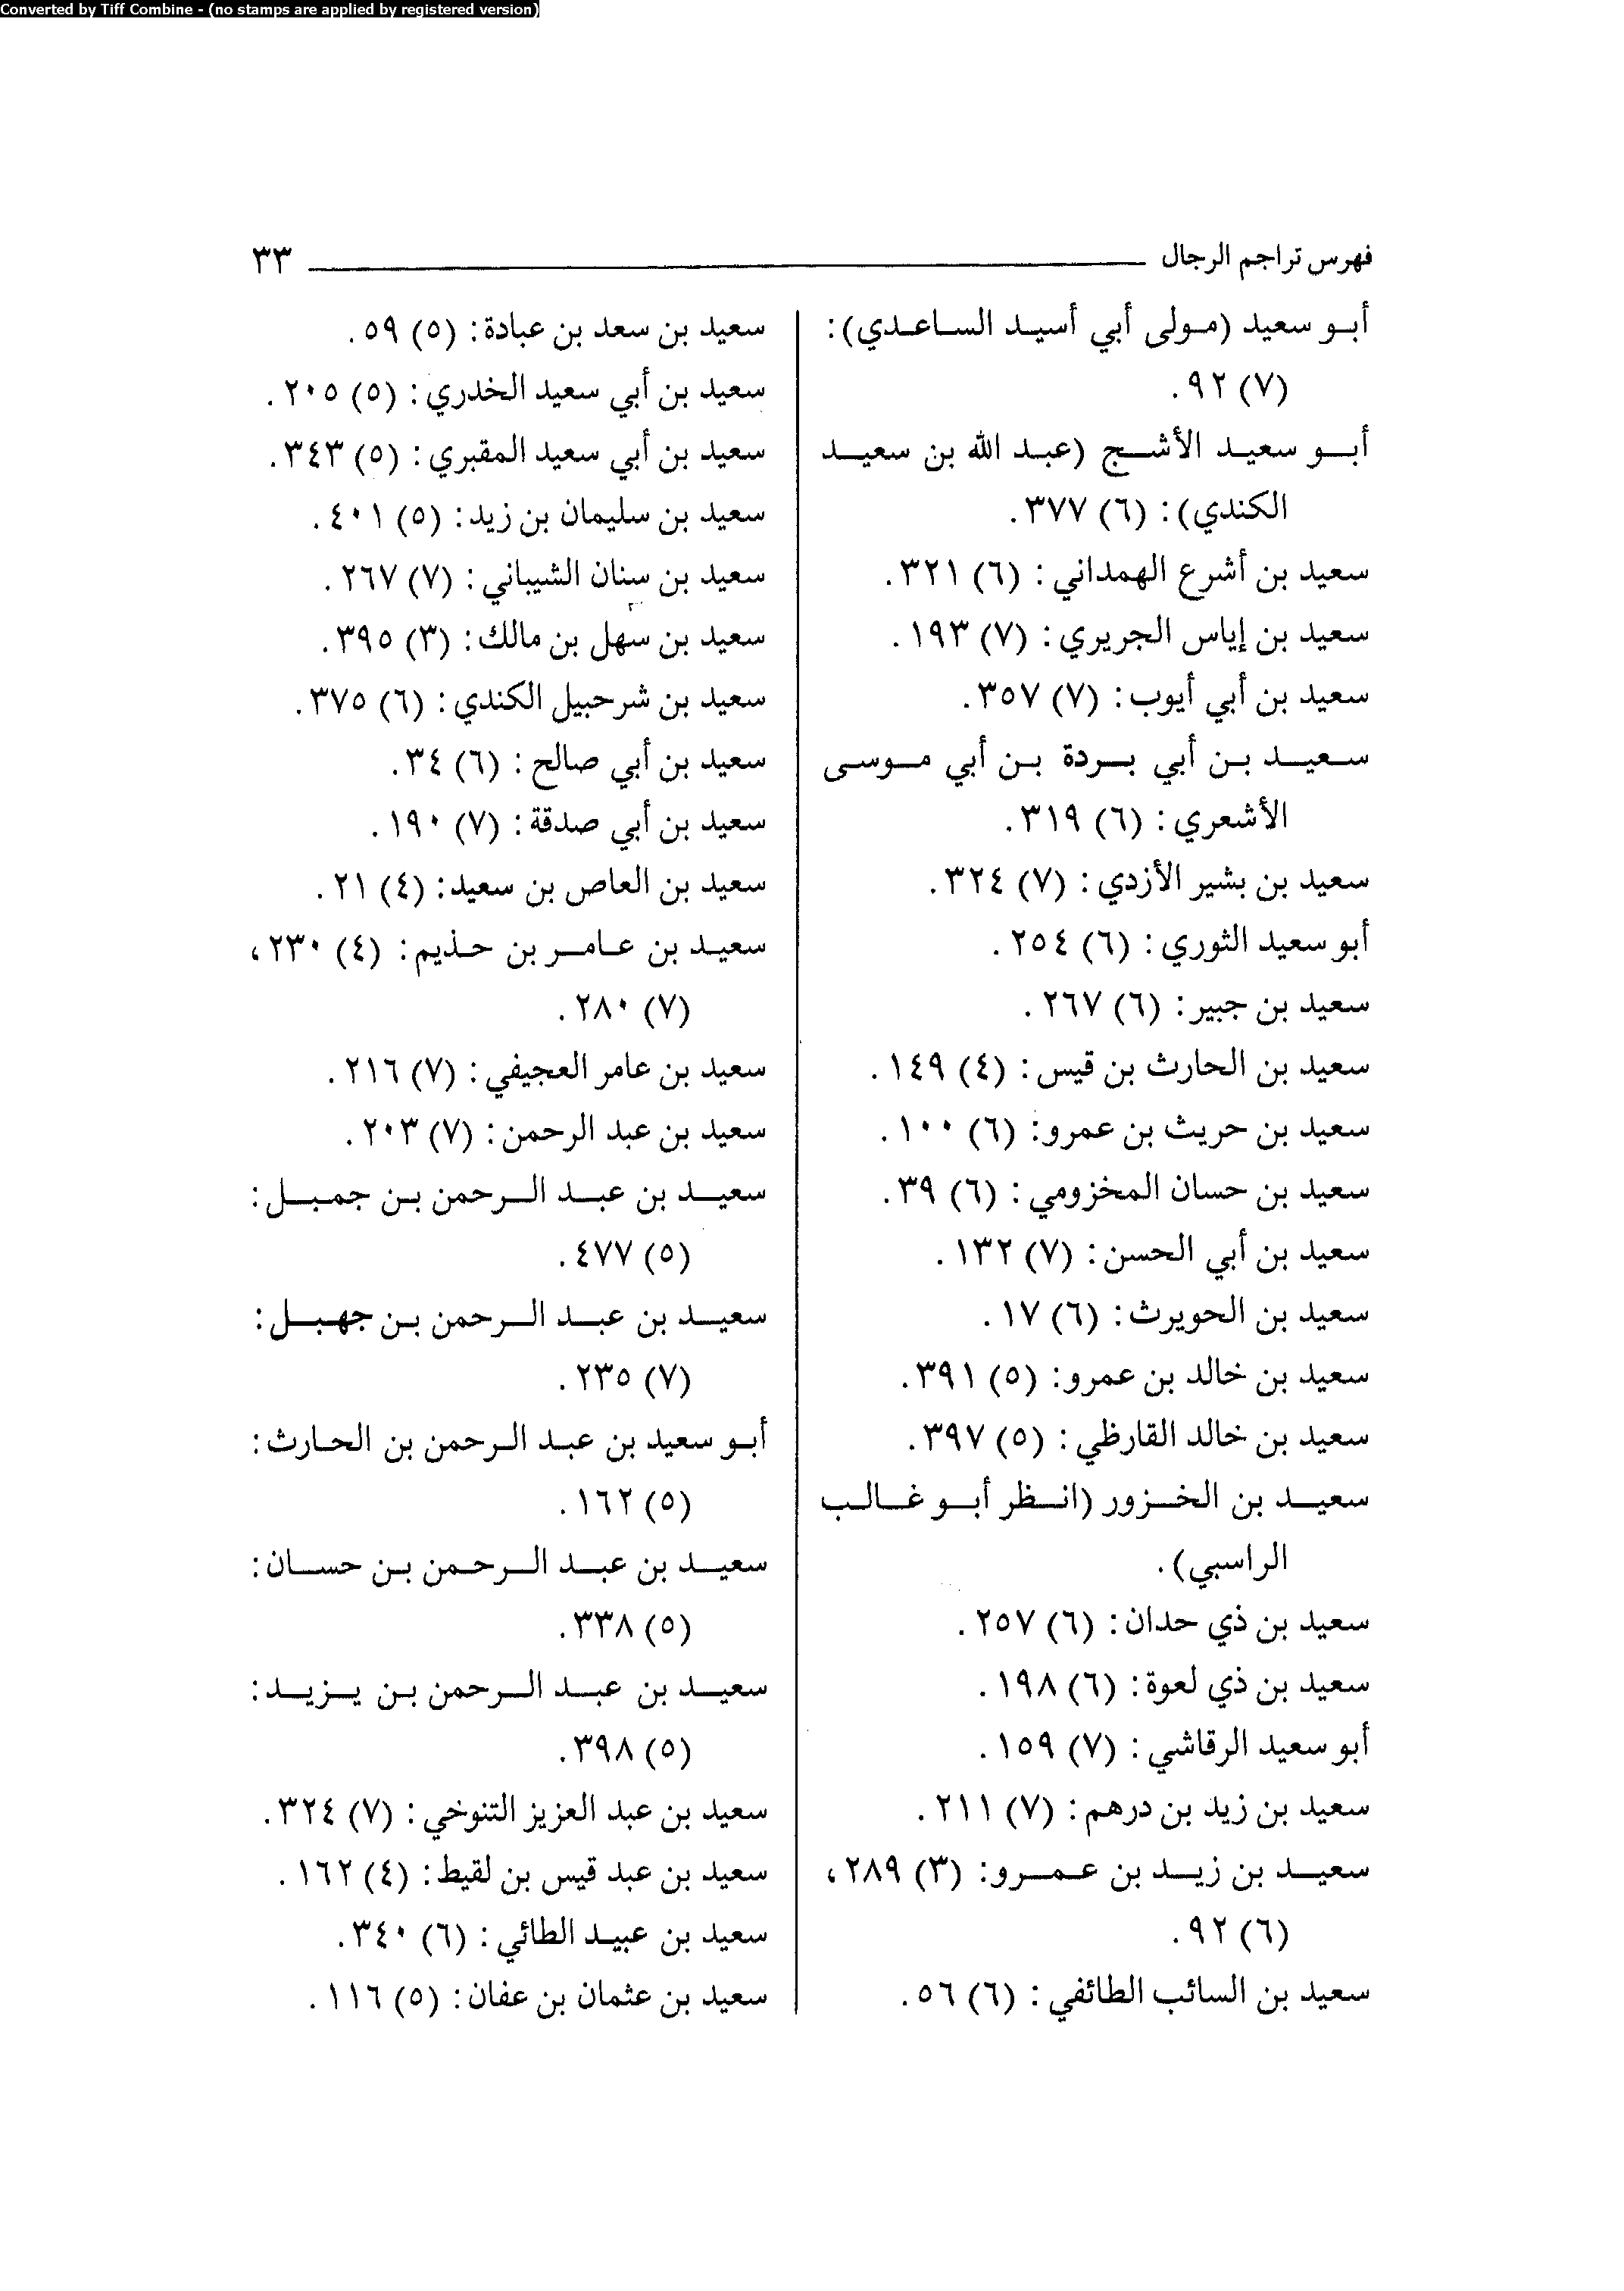 Converted by Tiff Combine - (no stamps are applied by registered version)
فهرس تراجم الرجال ٣٣
أبو سعيد (مولى أبي أسيد الساعدي):
(٧) ٩٢.
أبو سعيد الأشج (عبد الله بن سعيد
الكندي): (٦) ٣٧٧.
سعيد بن أشرع الهمداني: (٦) ٣٢١.
سعيد بن إياس الجريري: (٧) ١٩٣.
سعيد بن أبي أيوب: (٧) ٣٥٧.
سعيد بن أبي بردة بن أبي موسى
الأشعري: (٦) ٣١٩.
سعيد بن بشير الأزدي: (٧) ٣٢٤.
أبو سعيد الثوري: (٦) ٢٥٤.
سعيد بن جبير: (٦) ٢٦٧.
سعيد بن الحارث بن قيس: (٤) ١٤٩.
سعيد بن حريث بن عمرو: (٦) ١٠٠.
سعيد بن حسان المخزومي: (٦) ٣٩.
سعيد بن أبي الحسن: (٧) ١٣٢.
سعيد بن الحويرث: (٦) ١٧.
سعيد بن خالد بن عمرو: (٥) ٣٩١.
سعيد بن خالد القارظي: (٥) ٣٩٧.
سعيد بن الخزور (انظر أبو غالب
الراسبي).
سعيد بن ذي حدان: (٦) ٢٥٧.
سعيد بن ذي لعوة: (٦) ١٩٨.
أبو سعيد الرقاشي: (٧) ١٥٩.
سعيد بن زيد بن درهم: (٧) ٢١١.
سعيد بن زيد بن عمرو: (٣) ٢٨٩،
(٦) ٩٢.
سعيد بن السائب الطائفي: (٦) ٥٦.
سعيد بن سعد بن عبادة: (٥) ٥٩.
سعيد بن أبي سعيد الخدري: (٥) ٢٠٥.
سعيد بن أبي سعيد المقبري: (٥) ٣٤٣.
سعيد بن سليمان بن زيد: (٥) ٤٠١.
سعيد بن سنان الشيباني: (٧) ٢٦٧.
سعيد بن سهل بن مالك: (٣) ٣٩٥.
سعيد بن شرحبيل الكندي: (٦) ٣٧٥.
سعيد بن أبي صالح: (٦) ٣٤.
سعيد بن أبي صدقة: (٧) ١٩٠.
سعيد بن العاص بن سعيد: (٤) ٢١.
سعيد بن عامر بن حذيم: (٤) ٢٣٠،
(٧) ٢٨٠.
سعيد بن عامر العجيفي: (٧) ٢١٦.
سعيد بن عبد الرحمن: (٧) ٢٠٣.
سعيد بن عبد الرحمن بن جمبل:
(٥) ٤٧٧.
سعيد بن عبد الرحمن بن جهبل:
(٧) ٢٣٥.
أبو سعيد بن عبد الرحمن بن الحارث:
(٥) ١٦٢.
سعيد بن عبد الرحمن بن حسان:
(٥) ٣٣٨.
سعيد بن عبد الرحمن بن يزيد:
(٥) ٣٩٨.
سعيد بن عبد العزيز التنوخي: (٧) ٣٢٤.
سعيد بن عبد قيس بن لقيط: (٤) ١٦٢.
سعيد بن عبيد الطائي: (٦) ٣٤٠.
سعيد بن عثمان بن عفان: (٥) ١١٦.